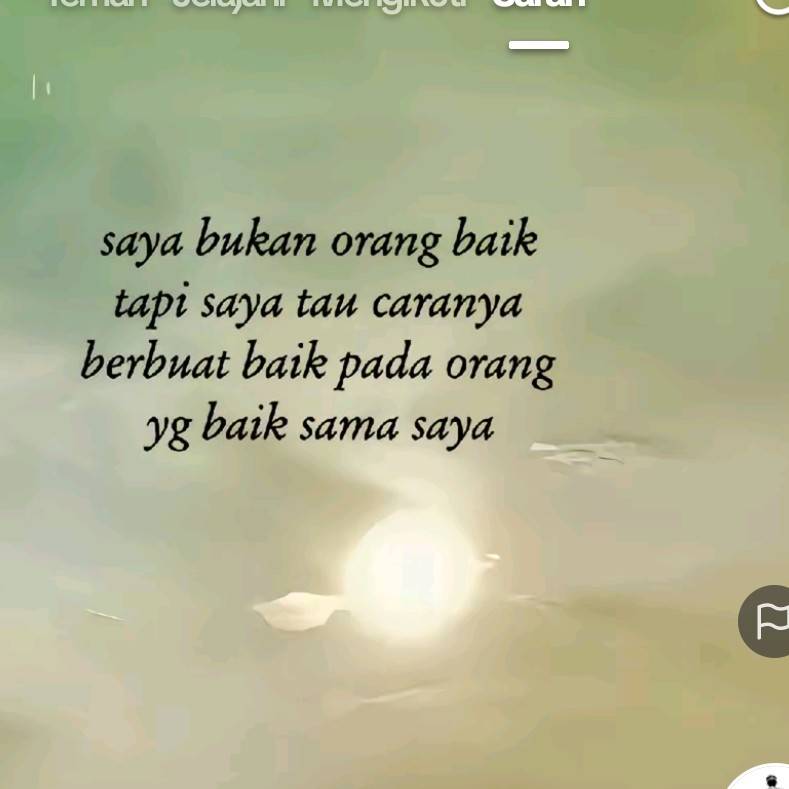 Teman Jelajahi Mengikuti Saran
saya bukan orang baik
tapi saya tau caranya
berbuat baik pada orang
yg baik sama saya